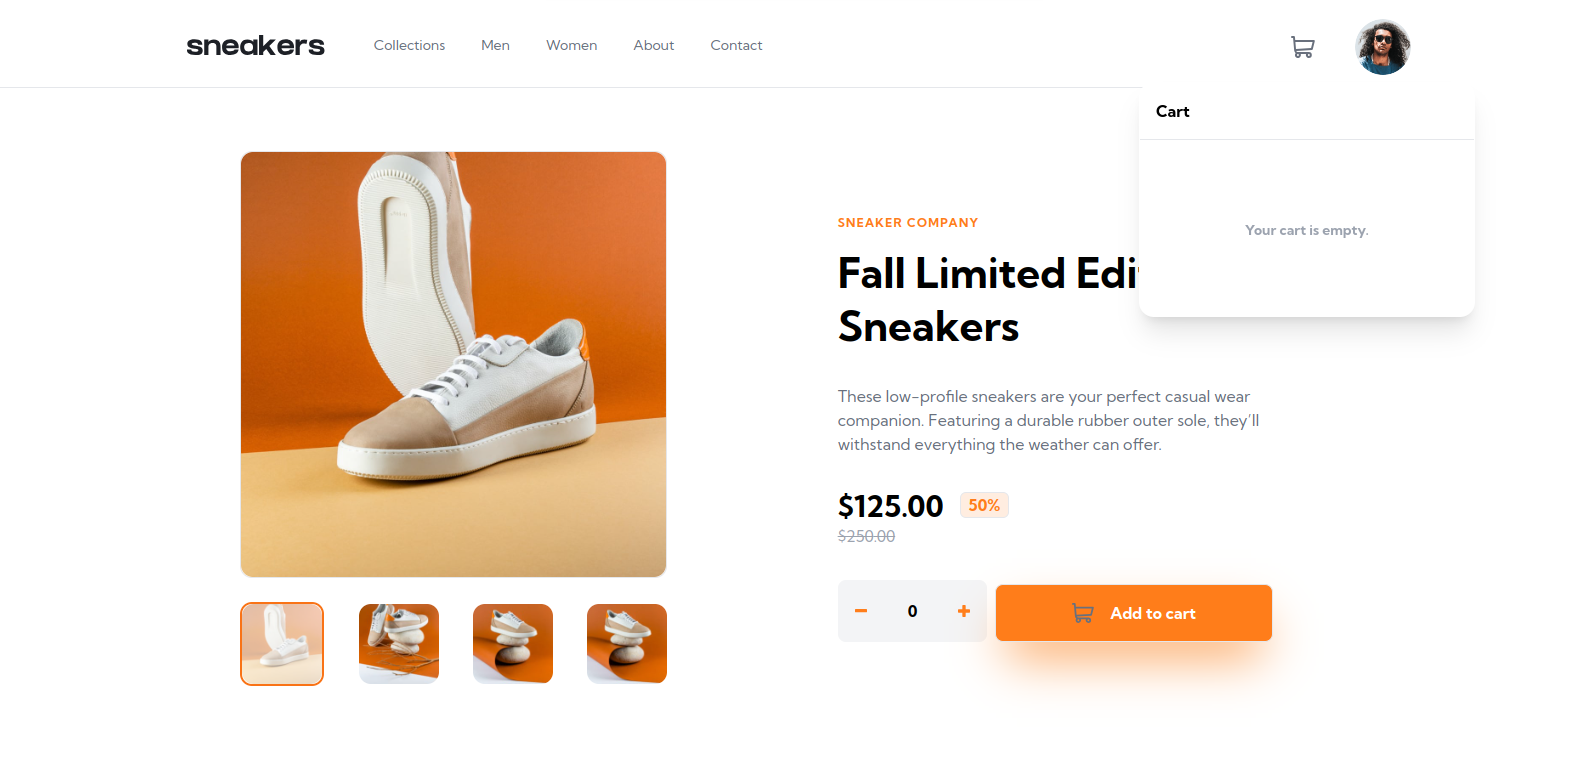 sneakers
Collections Men Women About Contact
Cart
Your cart is empty.
SNEAKER COMPANY
Fall Limited Edi
Sneakers
These low-profile sneakers are your perfect casual wear
companion. Featuring a durable rubber outer sole, they'll
withstand everything the weather can offer.
$125.00 50%
$250.00
0
Add to cart